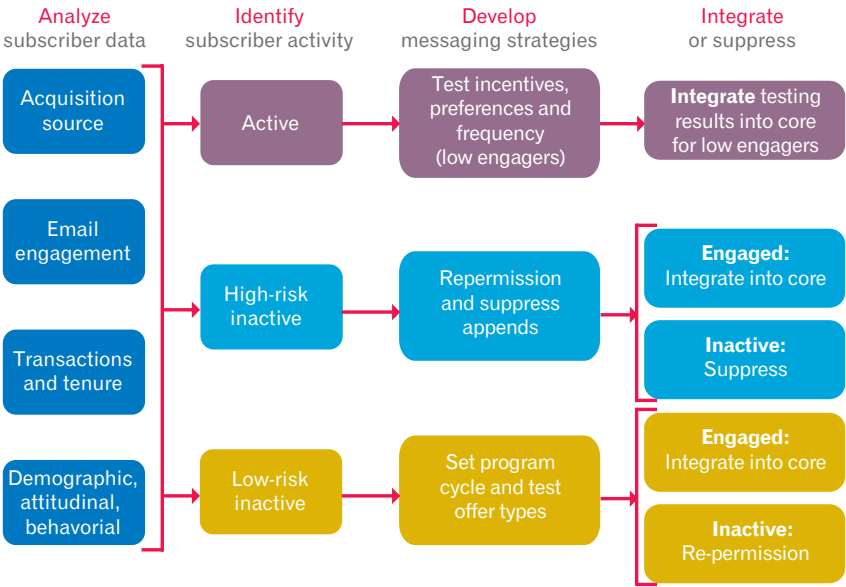 Analyze
subscriber data
Identify
subscriber activity
Develop
messaging strategies
Integrate
or suppress
Acquisition
source
Email
engagement
Transactions
and tenure
Demographic,
attitudinal,
behavorial
Active
Test incentives,
preferences and
frequency
(low engagers)
Integrate testing
results into core
for low engagers
High-risk
inactive
Repermission
and suppress
appends
Engaged:
Integrate into core
Inactive:
Suppress
Low-risk
inactive
Set program
cycle and test
offer types
Engaged:
Integrate into core
Inactive:
Re-permission